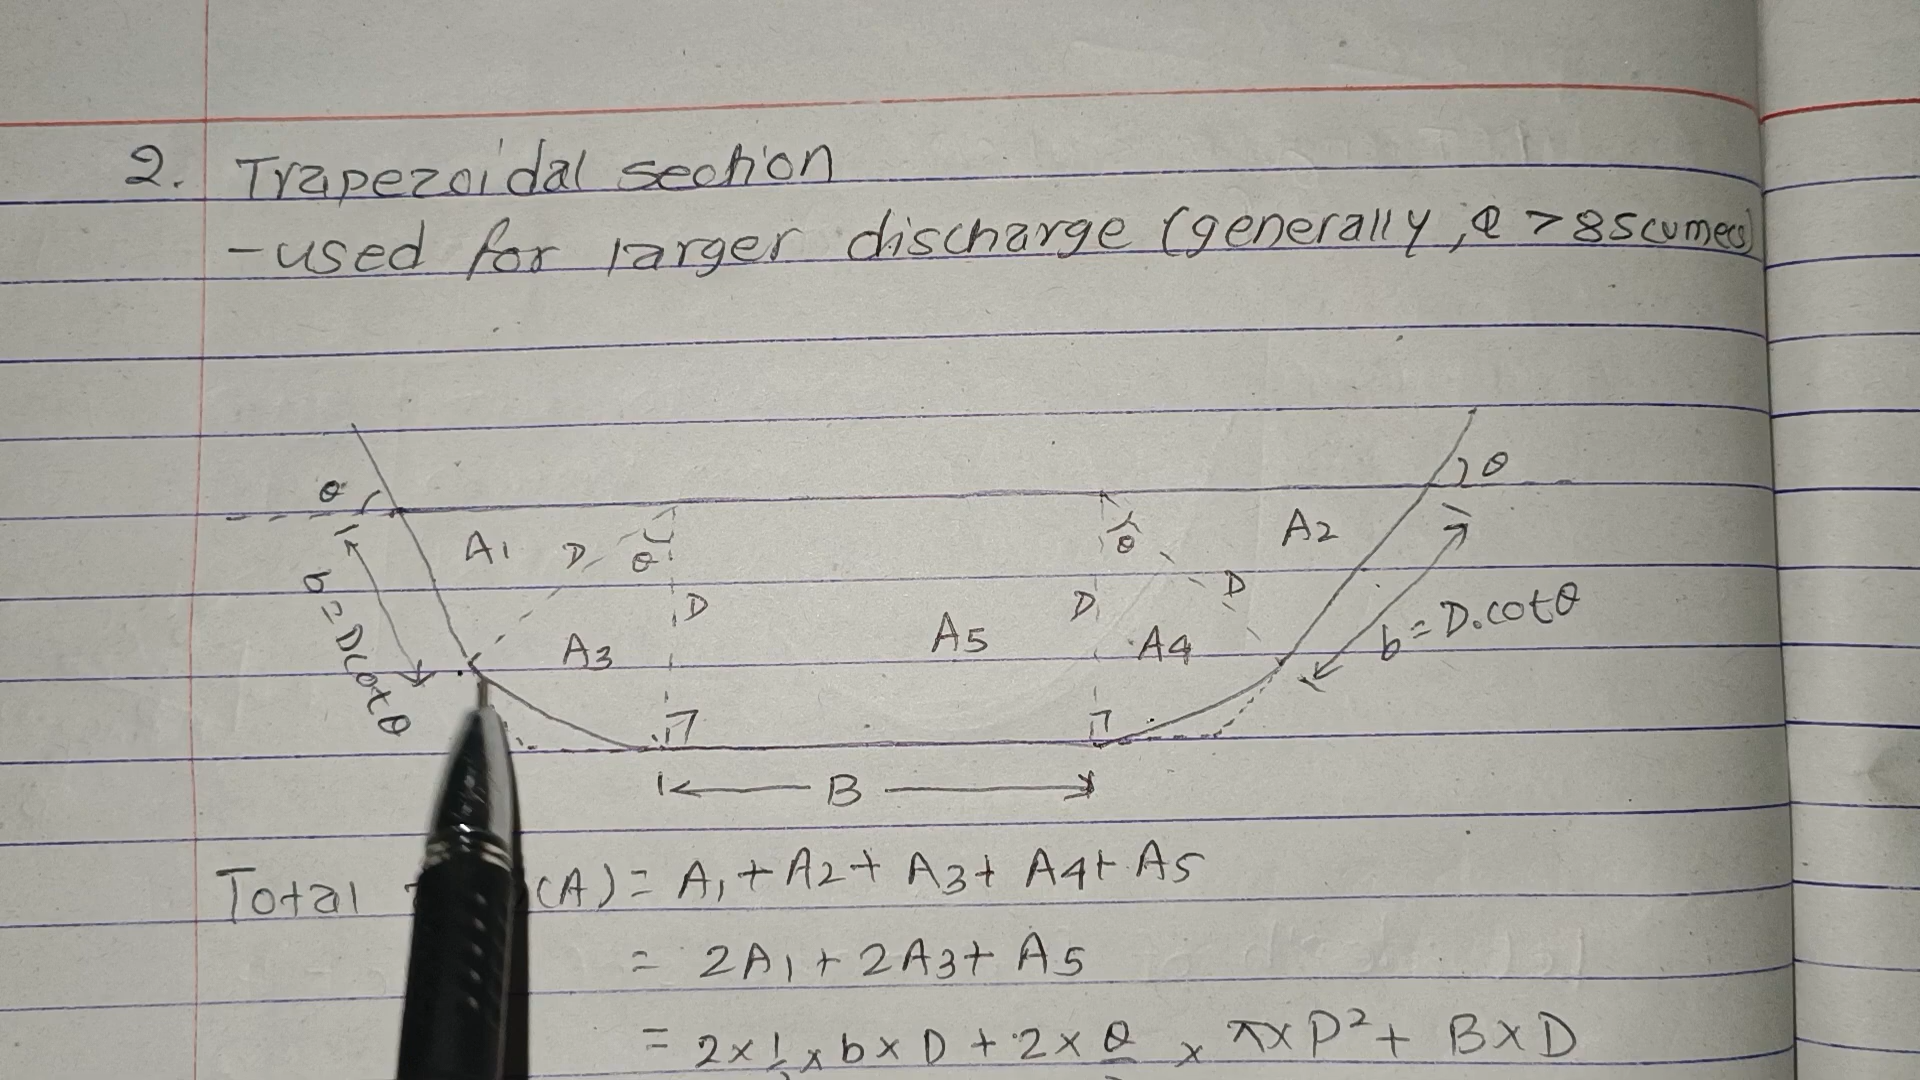 2. Trapezoidal section
- used for larger discharge (generally, Q > 85 cumecs)
θ θ
A1 D θ θ A2
b = D cot θ D D D b = D.cotθ
A3 A5 A4
B
Total (A) = A1 + A2 + A3 + A4 + A5
= 2A1 + 2A3 + A5
= 2 × 1/2 × b × D + 2 × θ × π × D² + B × D